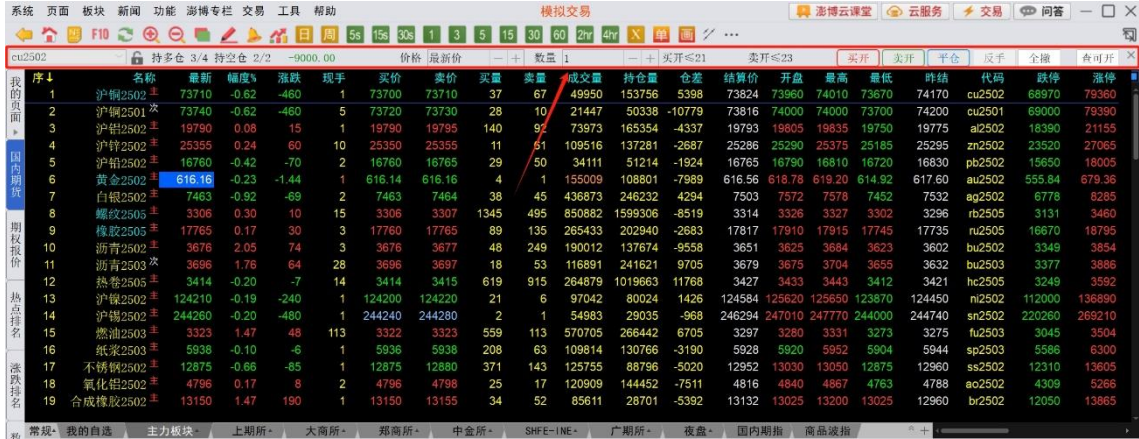 系统 页面 板块 新闻 功能 澎博专栏 交易 工具 帮助 模拟交易 澎博云课堂 云服务 交易 问答
F10 日 周 5s 15s 30s 1 3 5 15 30 60 2hr 4hr X 单 画 ...
cu2502 持多仓 3/4 持空仓 2/2 -9000.00 价格 最新价 数量 1 买开≤21 卖开≤23 买开 卖开 平仓 反手 全撤 查可开
我的页面
国内期货
期权报价
热点排名
涨跌排名
序↓ 名称 最新 幅度% 涨跌 现手 买价 卖价 买量 卖量 成交量 持仓量 仓差 结算价 开盘 最高 最低 昨结 代码 跌停 涨停
1 沪铜2502主 73710 -0.62 -460 1 73700 73710 37 67 49950 153756 5398 73824 73960 74010 73670 74170 cu2502 68970 79360
2 沪铜2501次 73740 -0.62 -460 5 73720 73730 28 10 21447 50338 -10779 73816 74000 74000 73700 74200 cu2501 69000 79390
3 沪铝2502主 19790 0.08 15 1 19790 19795 140 92 73973 165354 -4337 19793 19805 19835 19750 19775 al2502 18390 21155
4 沪锌2502主 25355 0.24 60 10 25350 25355 11 61 109516 137281 -2687 25286 25290 25375 25185 25295 zn2502 23520 27065
5 沪铅2502主 16760 -0.42 -70 2 16760 16765 29 50 34111 51214 -1924 16765 16790 16810 16720 16830 pb2502 15650 18005
6 黄金2502主 616.16 -0.23 -1.44 1 616.14 616.16 4 1 155009 108801 -7989 616.56 618.78 619.20 614.92 617.60 au2502 555.84 679.36
7 白银2502主 7463 -0.92 -69 2 7463 7464 38 45 436873 246232 4294 7503 7572 7578 7452 7532 ag2502 6778 8285
8 螺纹2505主 3306 0.30 10 15 3306 3307 1345 495 850882 1599306 -8519 3314 3326 3327 3302 3296 rb2505 3131 3460
9 橡胶2505主 17765 0.17 30 3 17760 17765 89 135 265433 202940 -2683 17817 17910 17915 17745 17735 ru2505 16670 18795
10 沥青2502主 3676 2.05 74 3 3676 3677 48 249 190012 137674 -9558 3651 3625 3684 3623 3602 bu2502 3349 3854
11 沥青2503次 3696 1.76 64 28 3696 3697 18 53 116891 241621 9705 3679 3675 3704 3655 3632 bu2503 3377 3886
12 热卷2505主 3414 -0.20 -7 14 3414 3415 619 915 264879 1019663 11768 3427 3433 3443 3412 3421 hc2505 3249 3592
13 沪镍2502主 124210 -0.19 -240 1 124200 124220 21 6 97042 80024 1426 124584 125620 125650 123870 124450 ni2502 112000 136890
14 沪锡2502主 244260 -0.20 -480 1 244240 244280 2 1 54983 29035 -968 246294 247010 247770 244000 244740 sn2502 220260 269210
15 燃油2503主 3323 1.47 48 113 3322 3323 559 113 570705 266442 6705 3297 3280 3331 3273 3275 fu2503 3045 3504
16 纸浆2503主 5938 -0.10 -6 1 5936 5938 208 63 109814 130766 -3190 5928 5920 5952 5904 5944 sp2503 5586 6300
17 不锈钢2502主 12875 -0.66 -85 1 12875 12880 371 143 125755 88796 -5020 12952 13030 13050 12875 12960 ss2502 12310 13605
18 氧化铝2502主 4796 0.17 8 2 4796 4798 25 17 120909 144452 -7511 4816 4840 4867 4763 4788 ao2502 4309 5266
19 合成橡胶2502主 13150 1.47 190 1 13150 13155 34 52 85611 28701 -5392 13132 13025 13200 13025 12960 br2502 12050 13865
常规 我的自选 主力板块 上期所 大商所 郑商所 中金所 SHFE-INE 广期所 夜盘 国内期指 商品波指